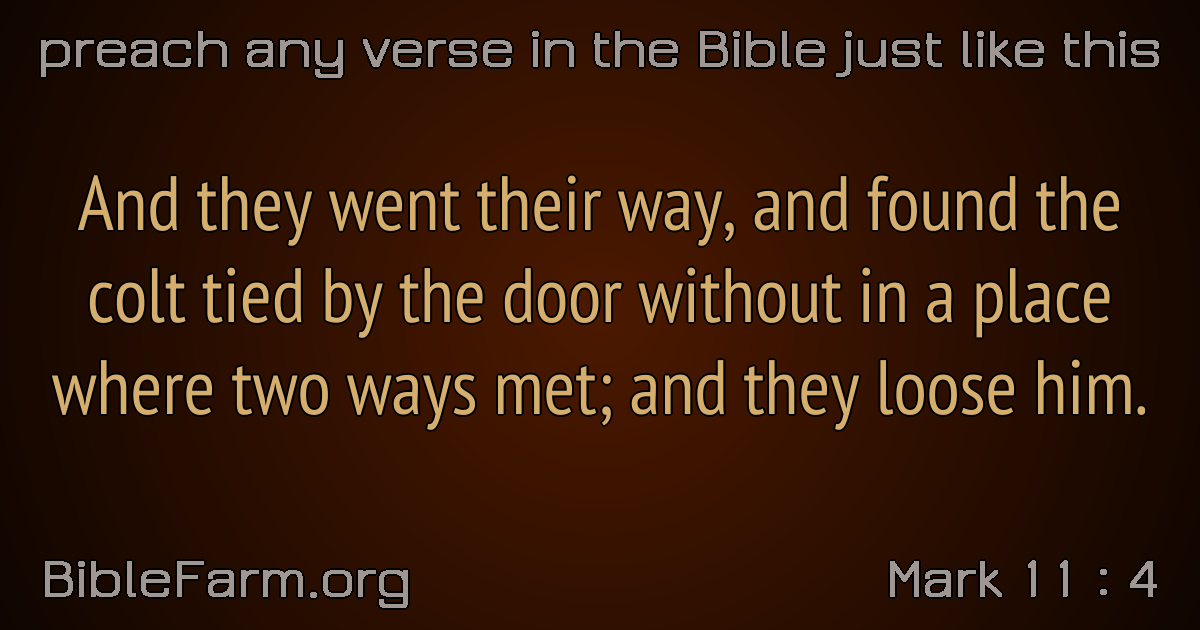 preach any verse in the Bible just like this
And they went their way, and found the
colt tied by the door without in a place
where two ways met; and they loose him.
BibleFarm.org
Mark 11 : 4